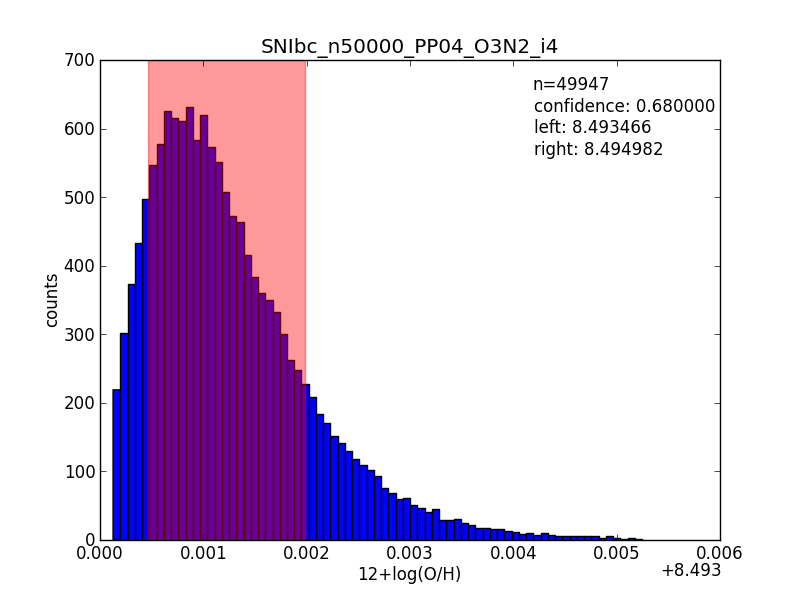 SNIbc_n50000_PP04_O3N2_i4
n=49947
confidence: 0.680000
left: 8.493466
right: 8.494982
counts
700
600
500
400
300
200
100
0
0.000 0.001 0.002 0.003 0.004 0.005 0.006
+8.493
12+log(O/H)